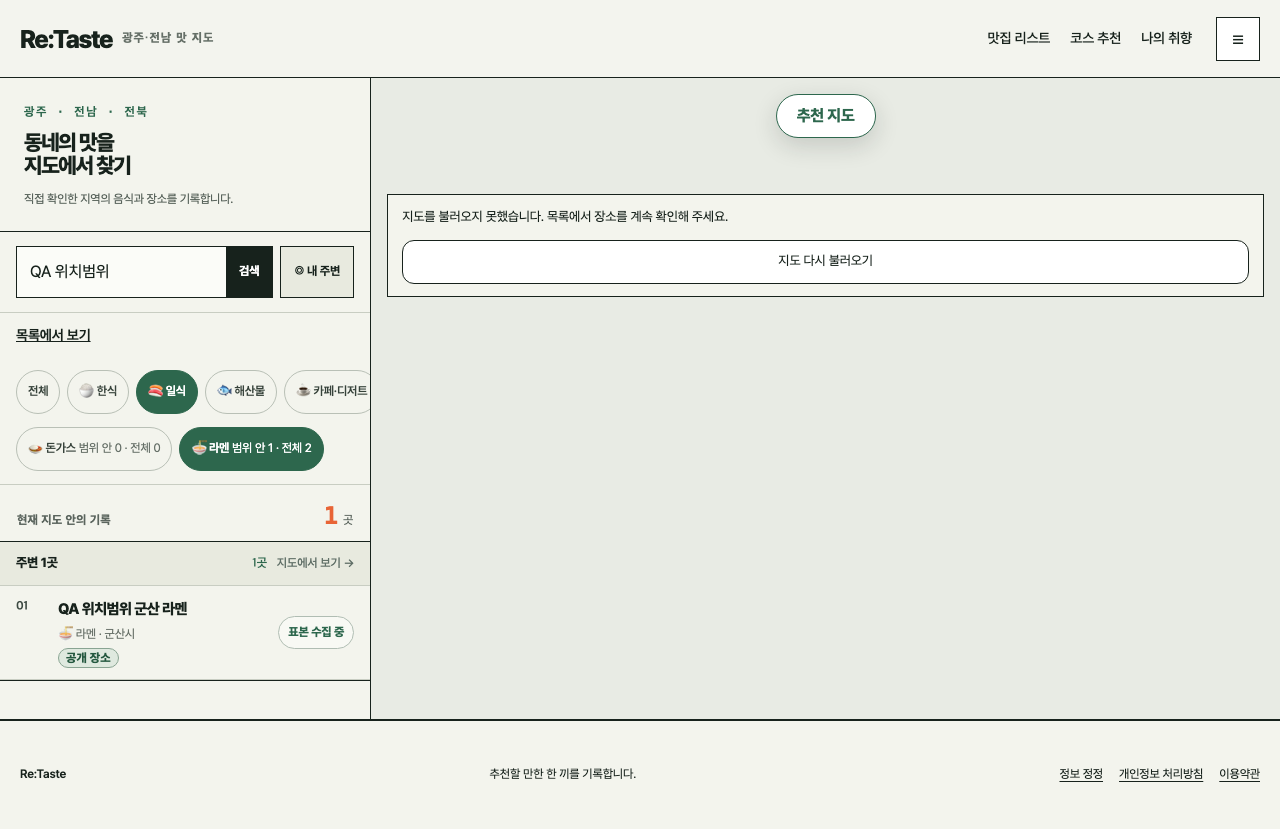 Re:Taste 광주·전남 맛 지도
맛집 리스트 코스 추천 나의 취향
광주 · 전남 · 전북
동네의 맛을
지도에서 찾기
직접 확인한 지역의 음식과 장소를 기록합니다.
QA 위치범위 검색 ◎ 내 주변
목록에서 보기
전체 한식 일식 해산물 카페·디저트
돈가스 범위 안 0 · 전체 0 라멘 범위 안 1 · 전체 2
현재 지도 안의 기록 1 곳
주변 1곳 1곳 지도에서 보기 →
01 QA 위치범위 군산 라멘
라멘 · 군산시
표본 수집 중
공개 장소
추천 지도
지도를 불러오지 못했습니다. 목록에서 장소를 계속 확인해 주세요.
지도 다시 불러오기
Re:Taste 추천할 만한 한 끼를 기록합니다. 정보 정정 개인정보 처리방침 이용약관